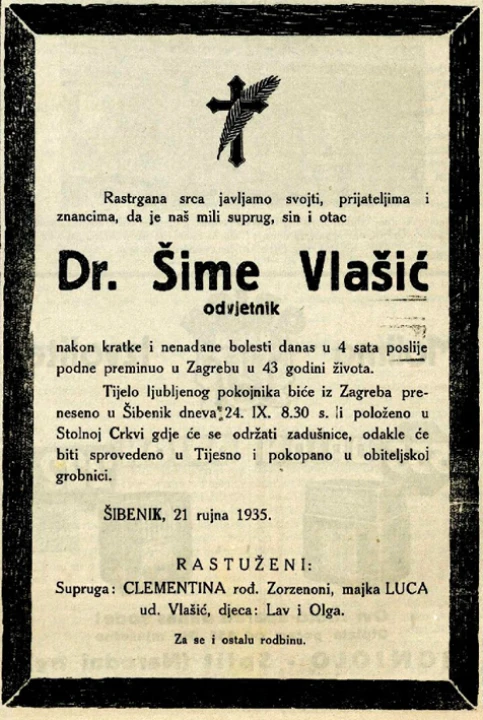 Rastrgana srca javljamo svojti, prijateljima i
znancima, da je naš mili suprug, sin i otac
Dr. Šime Vlašić
odvjetnik
nakon kratke i nenadane bolesti danas u 4 sata poslije
podne preminuo u Zagrebu u 43 godini života.
Tijelo ljubljenog pokojnika biće iz Zagreba pre-
neseno u Šibenik dneva 24. IX. 8.30 s. i položeno u
Stolnoj Crkvi gdje će se održati zadušnice, odakle će
biti sprovedeno u Tijesno i pokopano u obiteljskoj
grobnici.
ŠIBENIK, 21 rujna 1935.
RASTUŽENI:
Supruga: CLEMENTINA rođ. Zorzenoni, majka LUCA
ud. Vlašić, djeca: Lav i Olga.
Za se i ostalu rodbinu.